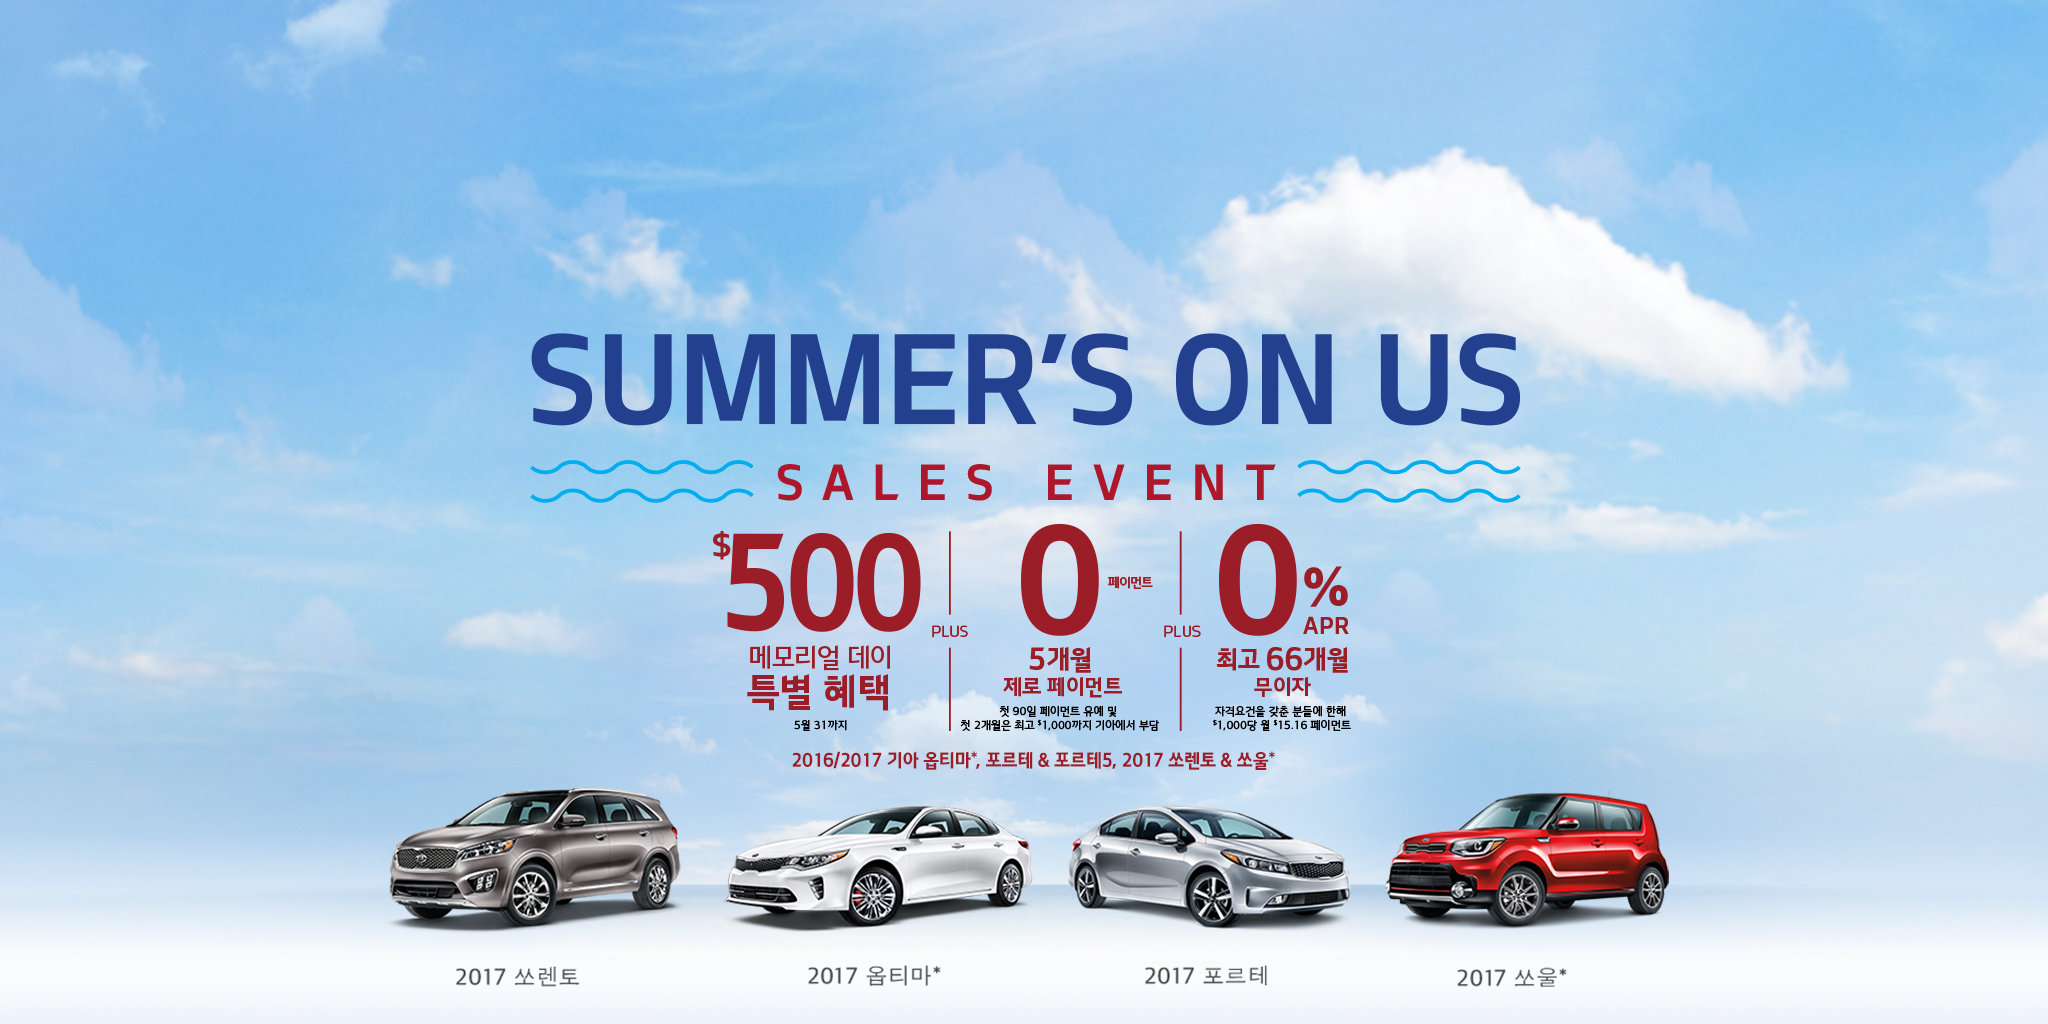 SUMMER'S ON US
SALES EVENT
$500
메모리얼 데이
특별 혜택
5월 31까지
PLUS
0 페이먼트
5개월
제로 페이먼트
첫 90일 페이먼트 유예 및
첫 2개월은 최고 $1,000까지 기아에서 부담
PLUS
0% APR
최고 66개월
무이자
자격요건을 갖춘 분들에 한해
$1,000당 월 $15.16 페이먼트
2016/2017 기아 옵티마*, 포르테 & 포르테5, 2017 쏘렌토 & 쏘울*
2017 쏘렌토
2017 옵티마*
2017 포르테
2017 쏘울*